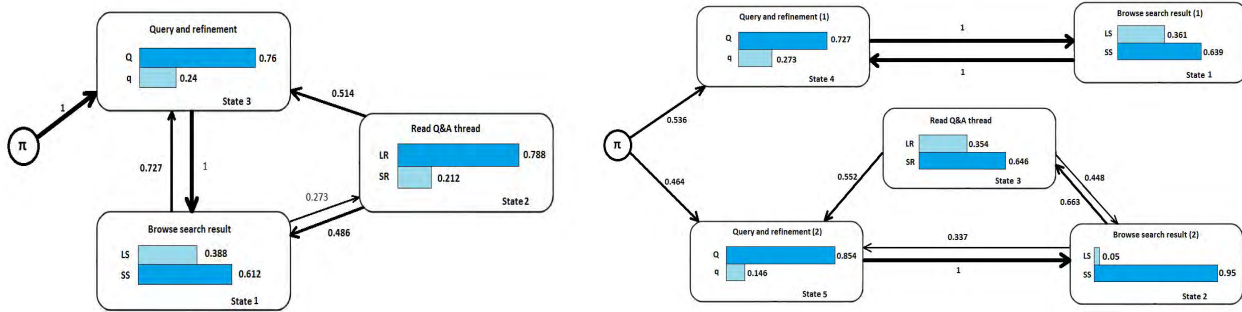 Query and refinement
Q 0.76
q 0.24
State 3
1
π
0.514
0.727
1
Read Q&A thread
LR 0.788
SR 0.212
State 2
0.273
0.486
Browse search result
LS 0.388
SS 0.612
State 1
Query and refinement (1)
Q 0.727
q 0.273
State 4
1
1
Browse search result (1)
LS 0.361
SS 0.639
State 1
0.536
π
0.464
Read Q&A thread
LR 0.354
SR 0.646
State 3
0.552
0.448
0.663
Query and refinement (2)
Q 0.854
q 0.146
State 5
0.337
1
Browse search result (2)
LS 0.05
SS 0.95
State 2